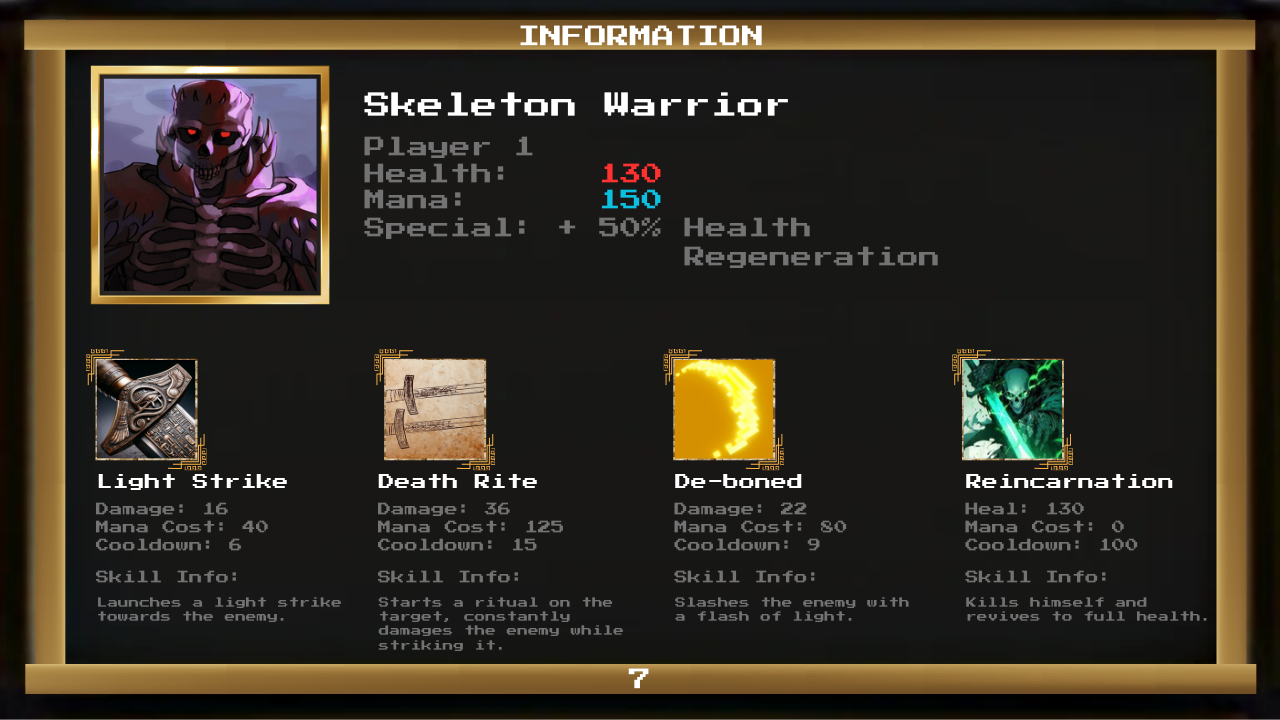 INFORMATION
Skeleton Warrior
Player 1
Health: 130
Mana: 150
Special: + 50% Health
Regeneration
Light Strike
Damage: 16
Mana Cost: 40
Cooldown: 6
Skill Info:
Launches a light strike
towards the enemy.
Death Rite
Damage: 36
Mana Cost: 125
Cooldown: 15
Skill Info:
Starts a ritual on the
target, constantly
damages the enemy while
striking it.
De-boned
Damage: 22
Mana Cost: 80
Cooldown: 9
Skill Info:
Slashes the enemy with
a flash of light.
Reincarnation
Heal: 130
Mana Cost: 0
Cooldown: 100
Skill Info:
Kills himself and
revives to full health.
7